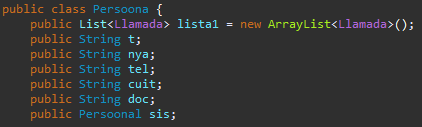 public class Persoona {
public List<Llamada> lista1 = new ArrayList<Llamada>();
public String t;
public String nya;
public String tel;
public String cuit;
public String doc;
public Persoonal sis;